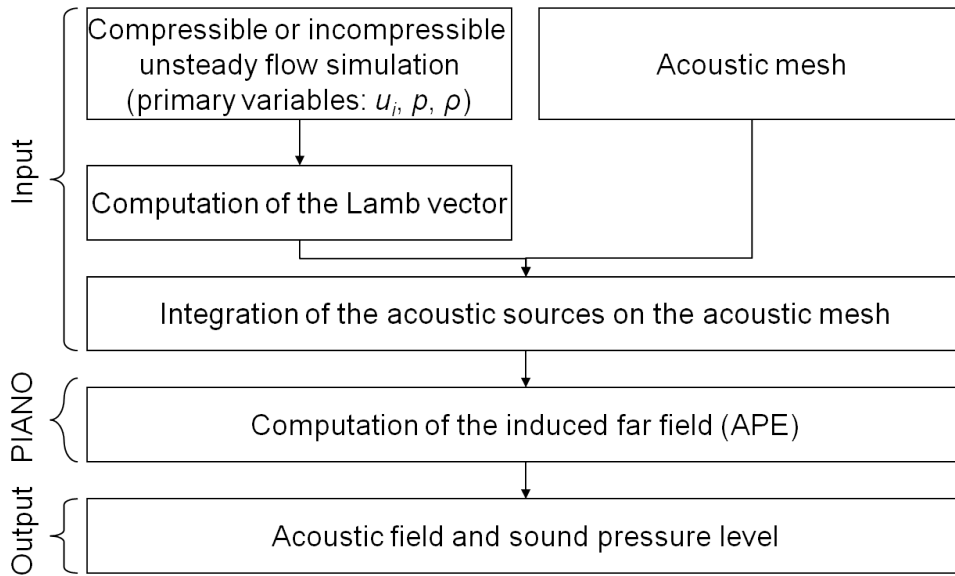 Compressible or incompressible
unsteady flow simulation
(primary variables: uᵢ, p, ρ)
Acoustic mesh
Input
Computation of the Lamb vector
Integration of the acoustic sources on the acoustic mesh
PIANO
Computation of the induced far field (APE)
Output
Acoustic field and sound pressure level